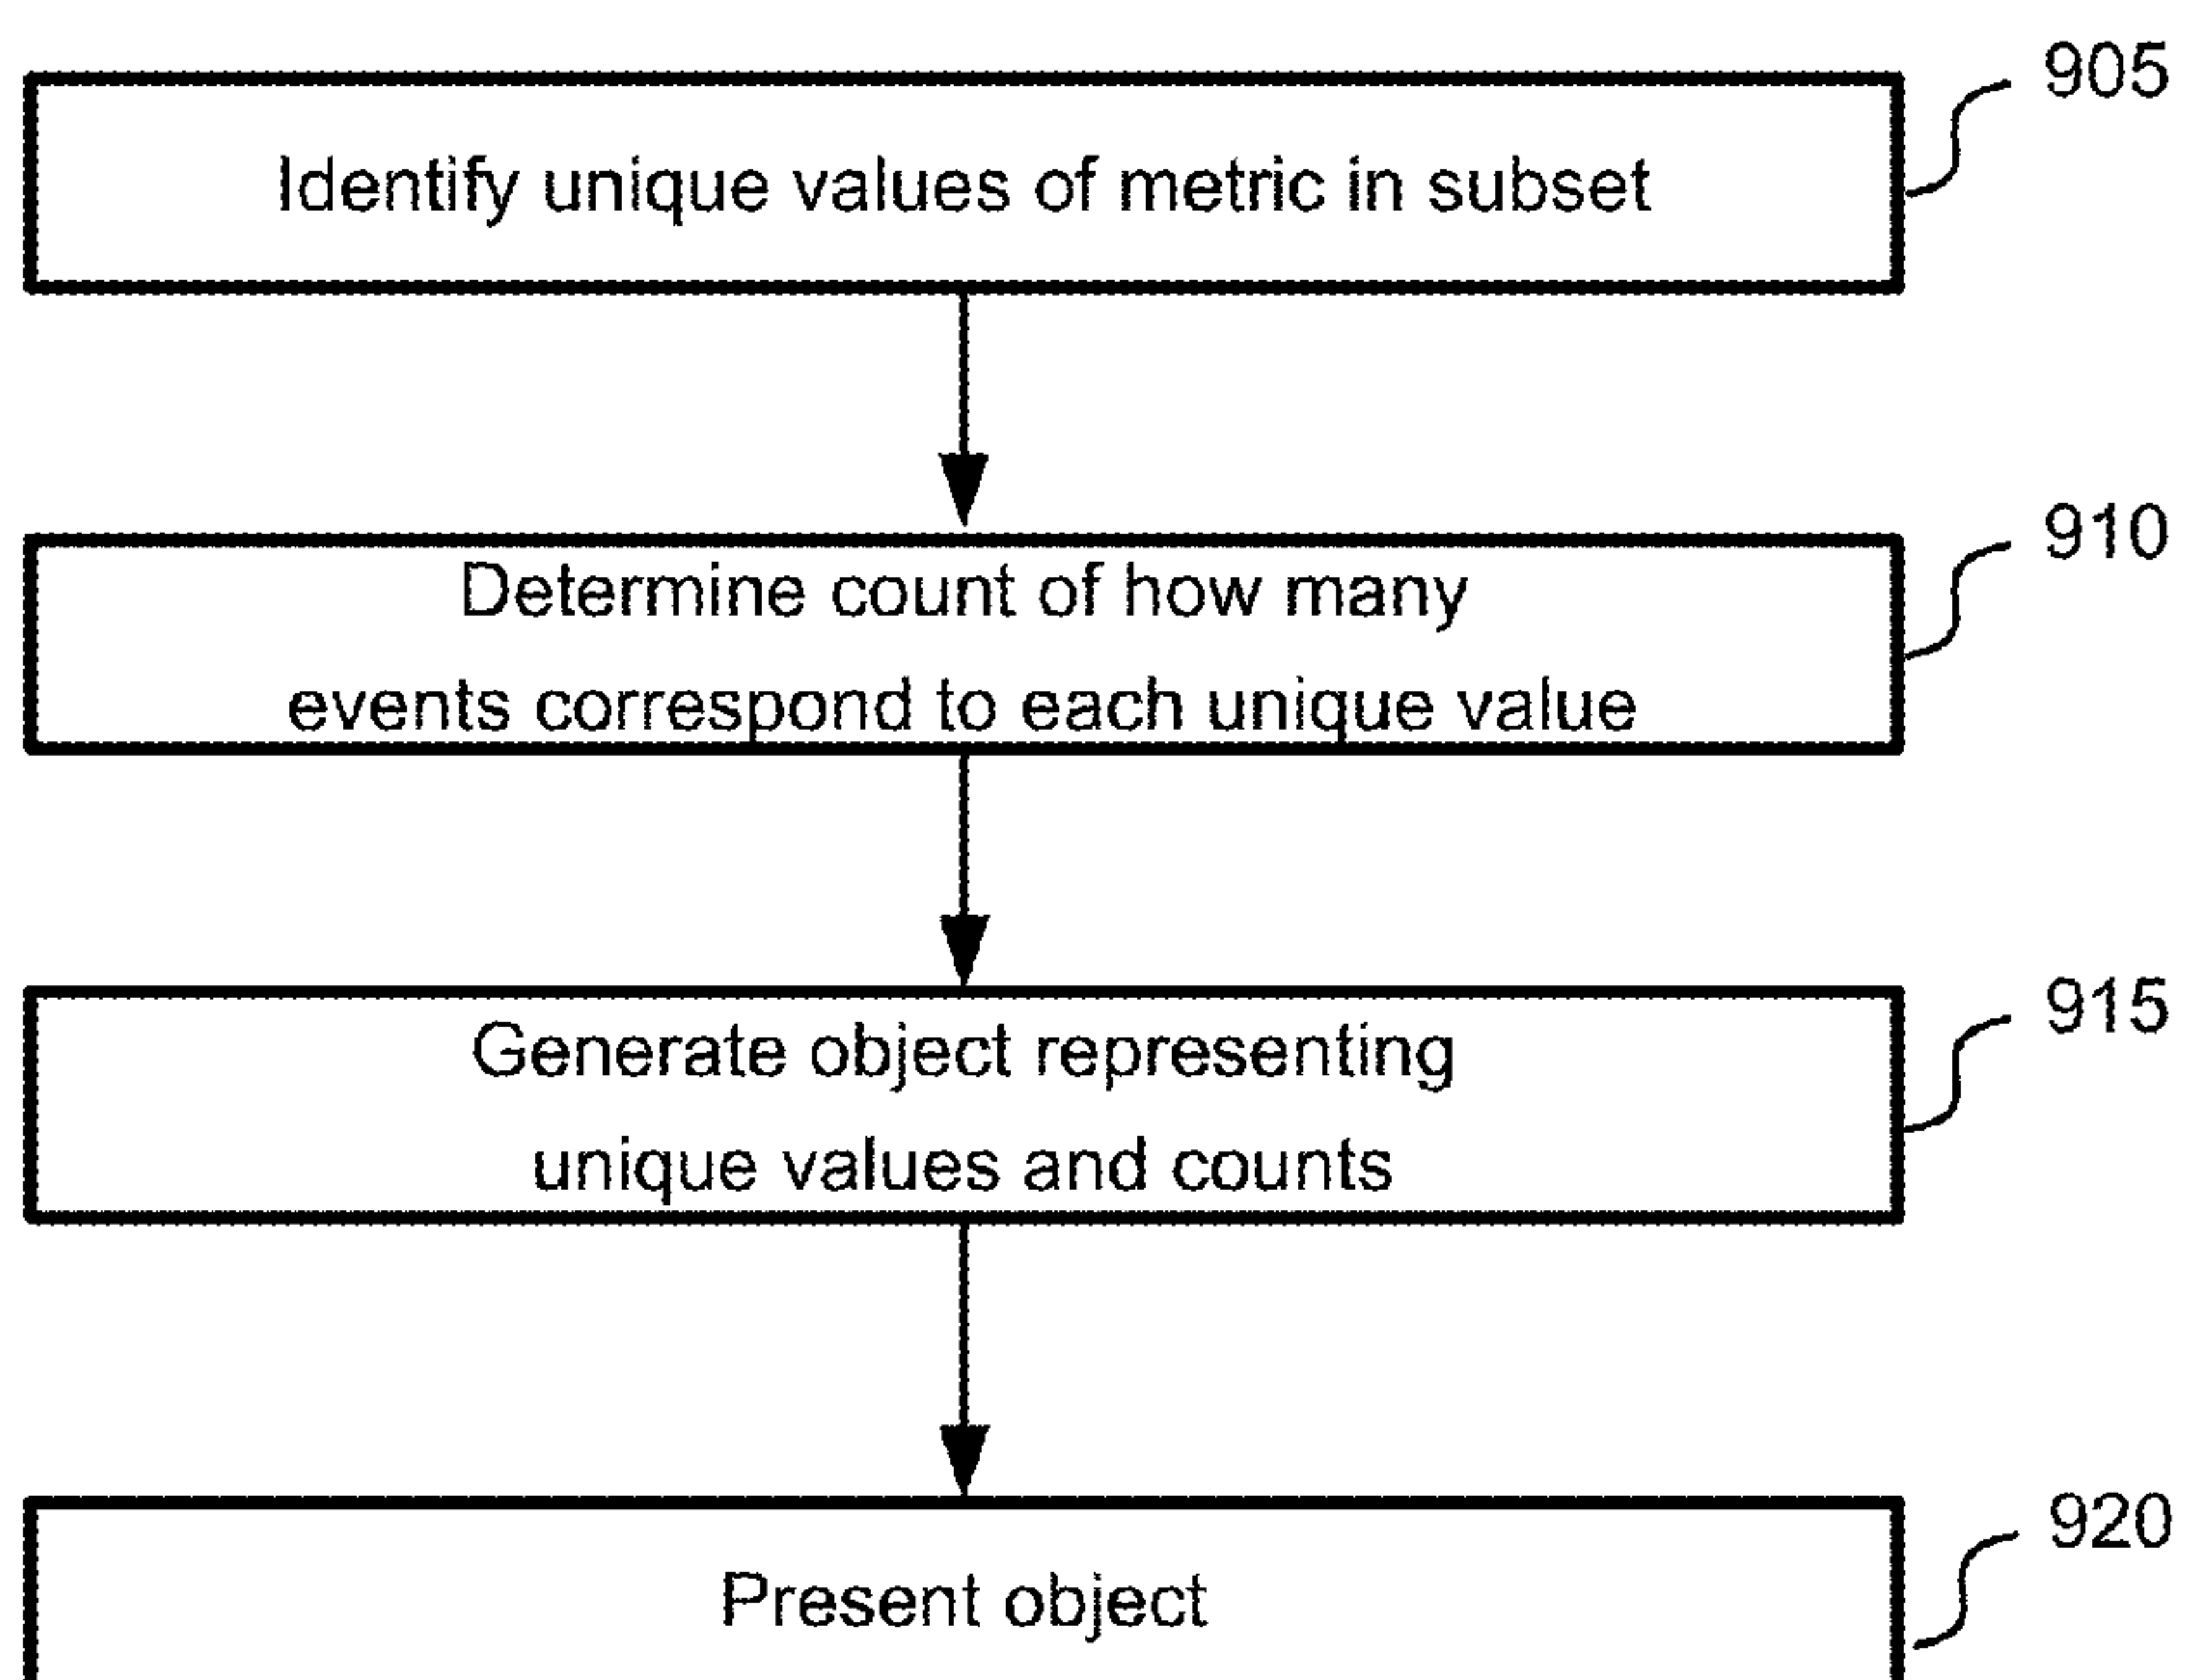 905
Identify unique values of metric in subset
910
Determine count of how many
events correspond to each unique value
915
Generate object representing
unique values and counts
920
Present object